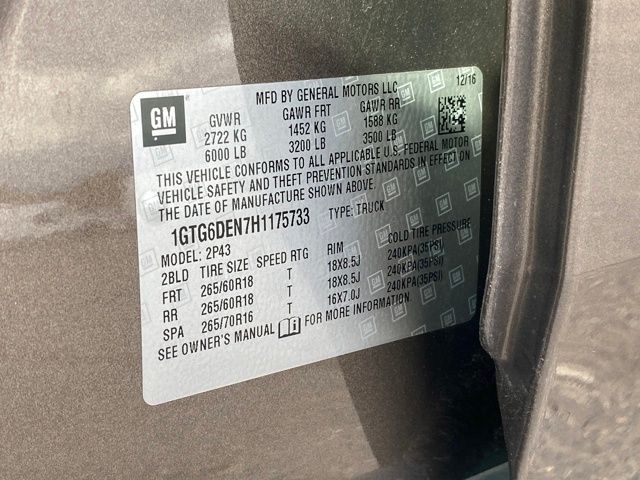 MFD BY GENERAL MOTORS LLC 12/16
GM
GVWR GAWR FRT GAWR RR
2722 KG 1452 KG 1588 KG
6000 LB 3200 LB 3500 LB
THIS VEHICLE CONFORMS TO ALL APPLICABLE U.S. FEDERAL MOTOR
VEHICLE SAFETY AND THEFT PREVENTION STANDARDS IN EFFECT ON
THE DATE OF MANUFACTURE SHOWN ABOVE.
1GTG6DEN7H1175733 TYPE: TRUCK
MODEL: 2P43
2BLD TIRE SIZE SPEED RTG RIM COLD TIRE PRESSURE
FRT 265/60R18 T 18X8.5J 240KPA(35PSI)
RR 265/60R18 T 18X8.5J 240KPA(35PSI)
SPA 265/70R16 T 16X7.0J 240KPA(35PSI)
SEE OWNER'S MANUAL i FOR MORE INFORMATION.